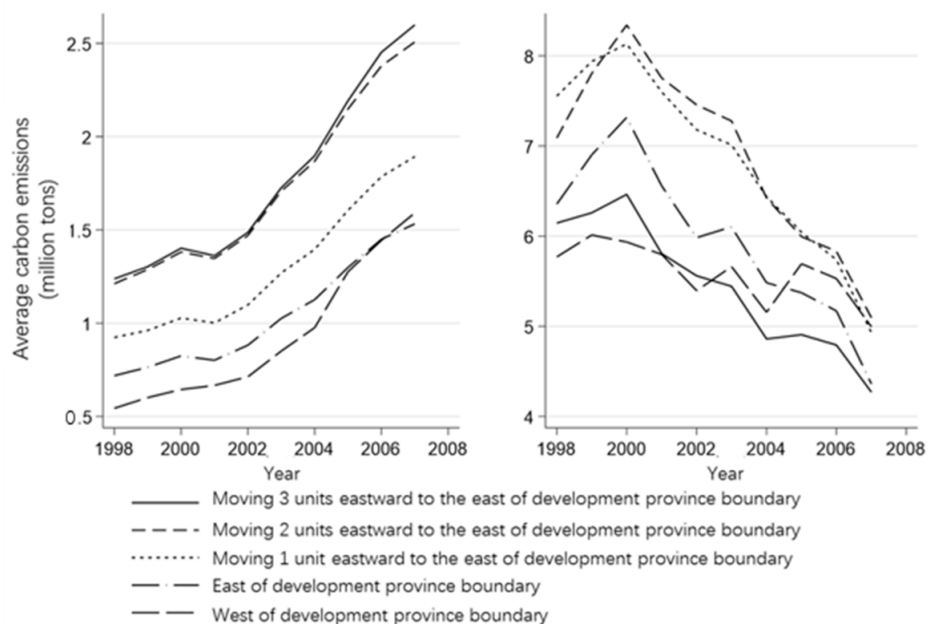 Average carbon emissions
(million tons)
2.5
2
1.5
1
0.5
1998 2000 2002 2004 2006 2008
Year
8
7
6
5
4
1998 2000 2002 2004 2006 2008
Year
Moving 3 units eastward to the east of development province boundary
Moving 2 units eastward to the east of development province boundary
Moving 1 unit eastward to the east of development province boundary
East of development province boundary
West of development province boundary